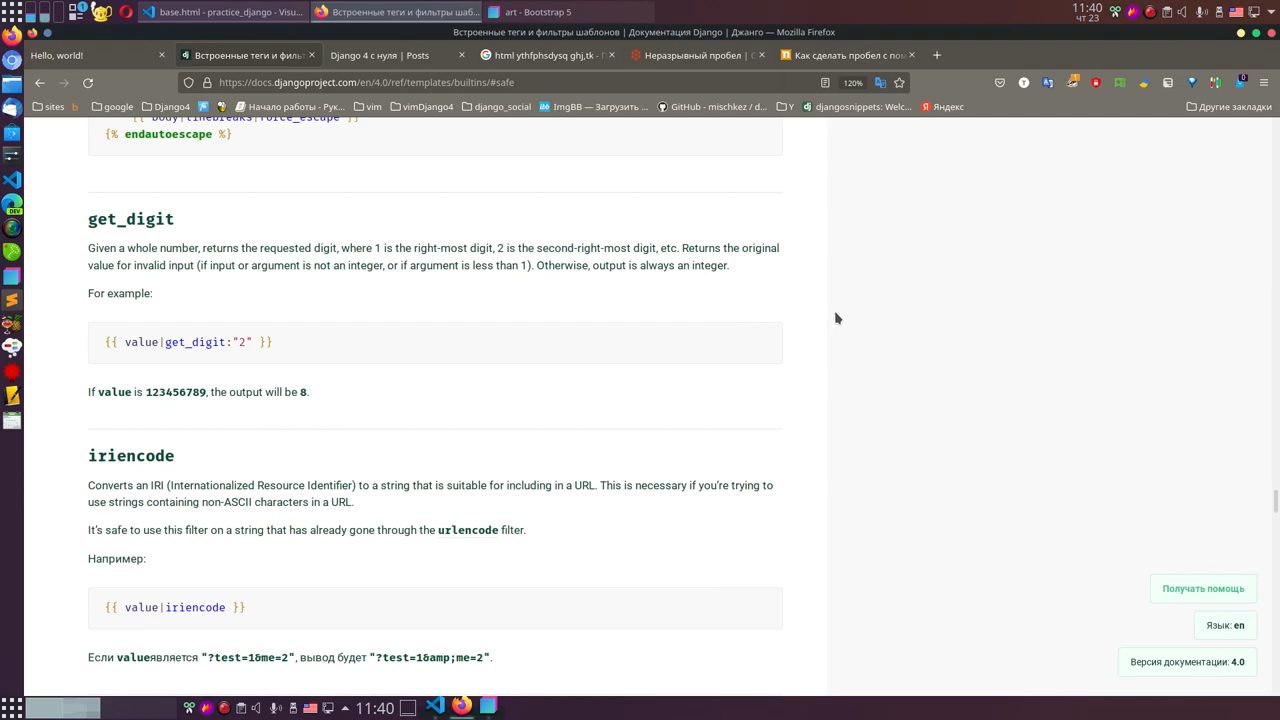 base.html - practice_django - Visu...
Встроенные теги и фильтры шаб...
art - Bootstrap 5
11:40
чт 23
Встроенные теги и фильтры шаблонов | Документация Django | Джанго — Mozilla Firefox
Hello, world!
Встроенные теги и фильт
Django 4 с нуля | Posts
html ythfphsdysq ghj,tk - П
Неразрывный пробел | С
Как сделать пробел с пом
https://docs.djangoproject.com/en/4.0/ref/templates/builtins/#safe
120%
sites
google
Django4
Начало работы - Рук...
vim
vimDjango4
django_social
ImgBB — Загрузить ...
GitHub - mischkez / d...
Y
djangosnippets: Welc...
Яндекс
Другие закладки
{{ body|linebreaks|force_escape }}
{% endautoescape %}
get_digit
Given a whole number, returns the requested digit, where 1 is the right-most digit, 2 is the second-right-most digit, etc. Returns the original
value for invalid input (if input or argument is not an integer, or if argument is less than 1). Otherwise, output is always an integer.
For example:
{{ value|get_digit:"2" }}
If value is 123456789, the output will be 8.
iriencode
Converts an IRI (Internationalized Resource Identifier) to a string that is suitable for including in a URL. This is necessary if you're trying to
use strings containing non-ASCII characters in a URL.
It's safe to use this filter on a string that has already gone through the urlencode filter.
Например:
{{ value|iriencode }}
Если valueявляется "?test=1&me=2", вывод будет "?test=1&amp;me=2".
Получать помощь
Язык: en
Версия документации: 4.0
11:40